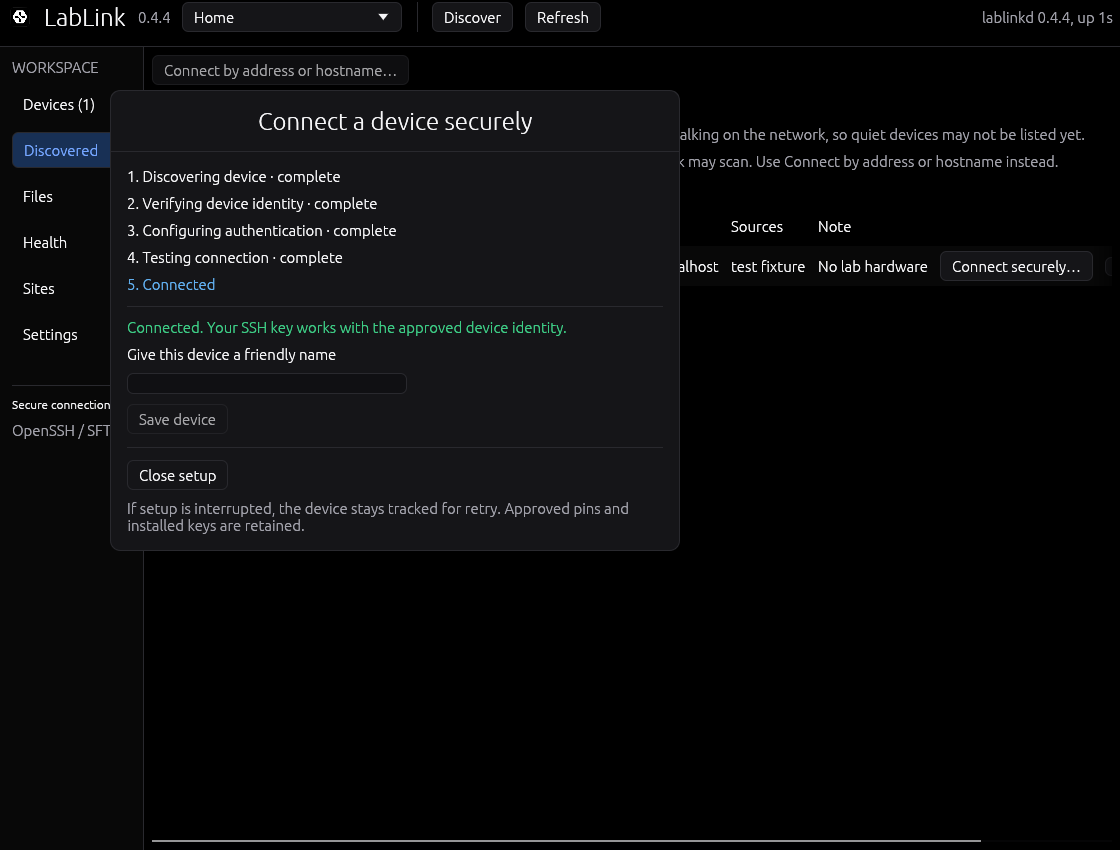 LabLink 0.4.4 Home Discover Refresh lablinkd 0.4.4, up 1s
WORKSPACE
Devices (1)
Discovered
Files
Health
Sites
Settings
Secure connection
OpenSSH / SFT
Connect by address or hostname…
alking on the network, so quiet devices may not be listed yet.
k may scan. Use Connect by address or hostname instead.
Sources Note
alhost test fixture No lab hardware Connect securely…
Connect a device securely
1. Discovering device · complete
2. Verifying device identity · complete
3. Configuring authentication · complete
4. Testing connection · complete
5. Connected
Connected. Your SSH key works with the approved device identity.
Give this device a friendly name
Save device
Close setup
If setup is interrupted, the device stays tracked for retry. Approved pins and
installed keys are retained.